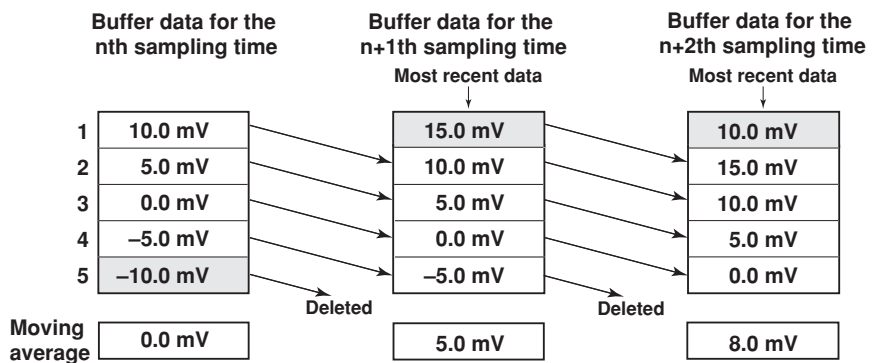 Buffer data for the
nth sampling time
Buffer data for the
n+1th sampling time
Buffer data for the
n+2th sampling time
Most recent data
Most recent data
1 10.0 mV 15.0 mV 10.0 mV
2 5.0 mV 10.0 mV 15.0 mV
3 0.0 mV 5.0 mV 10.0 mV
4 –5.0 mV 0.0 mV 5.0 mV
5 –10.0 mV –5.0 mV 0.0 mV
Deleted
Deleted
Moving
average
0.0 mV 5.0 mV 8.0 mV